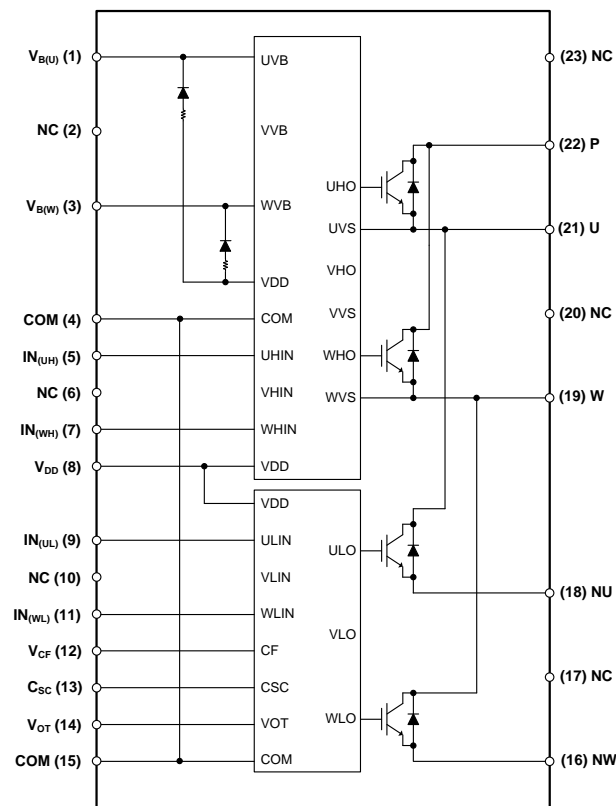 V_B(U) (1)
NC (2)
V_B(W) (3)
COM (4)
IN_(UH) (5)
NC (6)
IN_(WH) (7)
V_DD (8)
IN_(UL) (9)
NC (10)
IN_(WL) (11)
V_CF (12)
C_SC (13)
V_OT (14)
COM (15)
UVB
VVB
WVB
VDD
COM
UHIN
VHIN
WHIN
VDD
UHO
UVS
VHO
VVS
WHO
WVS
VDD
ULIN
VLIN
WLIN
CF
CSC
VOT
COM
ULO
VLO
WLO
(23) NC
(22) P
(21) U
(20) NC
(19) W
(18) NU
(17) NC
(16) NW